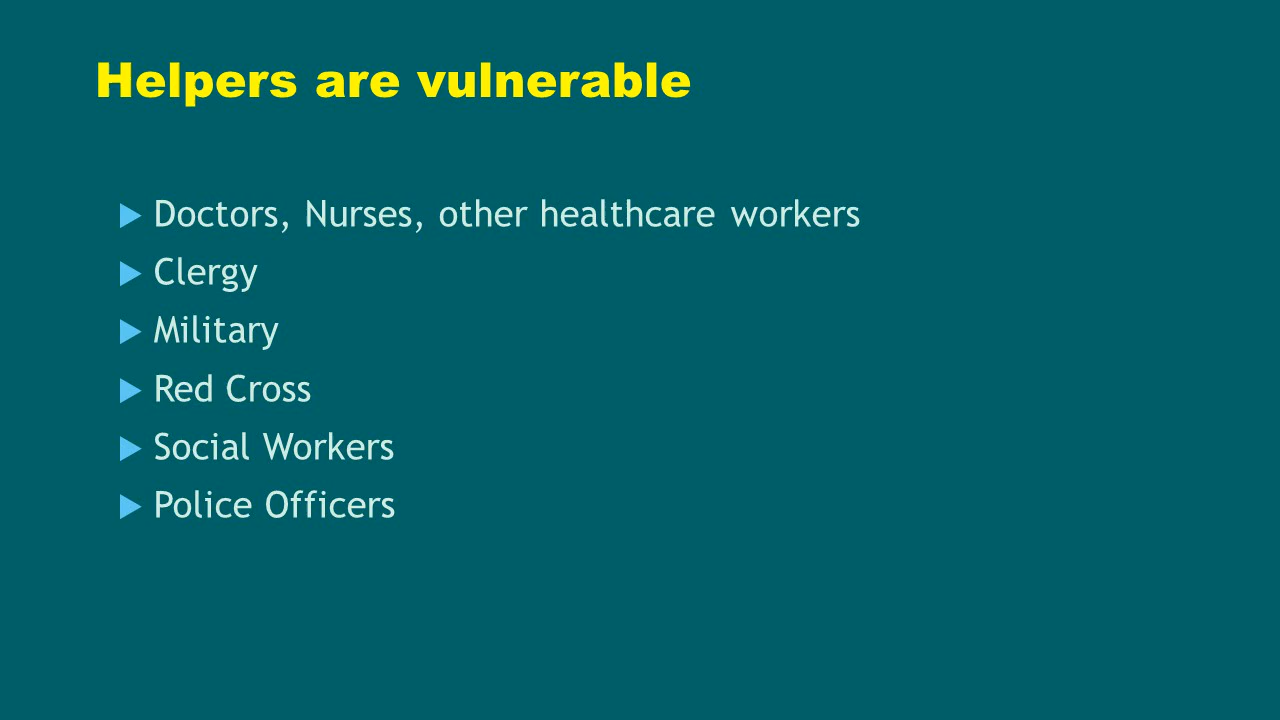 Helpers are vulnerable
Doctors, Nurses, other healthcare workers
Clergy
Military
Red Cross
Social Workers
Police Officers